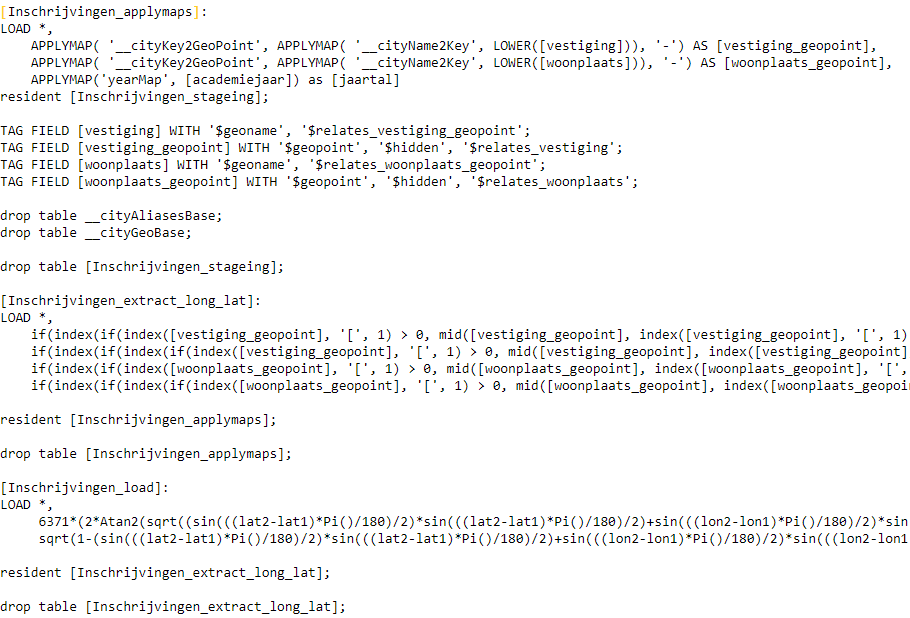 [Inschrijvingen_applymaps]:
LOAD *,
    APPLYMAP( '__cityKey2GeoPoint', APPLYMAP( '__cityName2Key', LOWER([vestiging])), '-') AS [vestiging_geopoint],
    APPLYMAP( '__cityKey2GeoPoint', APPLYMAP( '__cityName2Key', LOWER([woonplaats])), '-') AS [woonplaats_geopoint],
    APPLYMAP('yearMap', [academiejaar]) as [jaartal]
resident [Inschrijvingen_stageing];

TAG FIELD [vestiging] WITH '$geoname', '$relates_vestiging_geopoint';
TAG FIELD [vestiging_geopoint] WITH '$geopoint', '$hidden', '$relates_vestiging';
TAG FIELD [woonplaats] WITH '$geoname', '$relates_woonplaats_geopoint';
TAG FIELD [woonplaats_geopoint] WITH '$geopoint', '$hidden', '$relates_woonplaats';

drop table __cityAliasesBase;
drop table __cityGeoBase;

drop table [Inschrijvingen_stageing];

[Inschrijvingen_extract_long_lat]:
LOAD *,
    if(index(if(index([vestiging_geopoint], '[', 1) > 0, mid([vestiging_geopoint], index([vestiging_geopoint], '[', 1)
    if(index(index(if(index([vestiging_geopoint], '[', 1) > 0, mid([vestiging_geopoint], index([vestiging_geopoint]
    if(index(if(index([woonplaats_geopoint], '[', 1) > 0, mid([woonplaats_geopoint], index([woonplaats_geopoint], '[',
    if(index(if(if(index([woonplaats_geopoint], '[', 1) > 0, mid([woonplaats_geopoint], index([woonplaats_geopoi

resident [Inschrijvingen_applymaps];

drop table [Inschrijvingen_applymaps];

[Inschrijvingen_load]:
LOAD *,
     6371*(2*Atan2(sqrt((sin(((lat2-lat1)*Pi()/180)/2)*sin(((lat2-lat1)*Pi()/180)/2)+sin(((lon2-lon1)*Pi()/180)/2)*sin
     sqrt(1-(sin(((lat2-lat1)*Pi()/180)/2)*sin(((lat2-lat1)*Pi()/180)/2)+sin(((lon2-lon1)*Pi()/180)/2)*sin(((lon2-lon1

resident [Inschrijvingen_extract_long_lat];

drop table [Inschrijvingen_extract_long_lat];